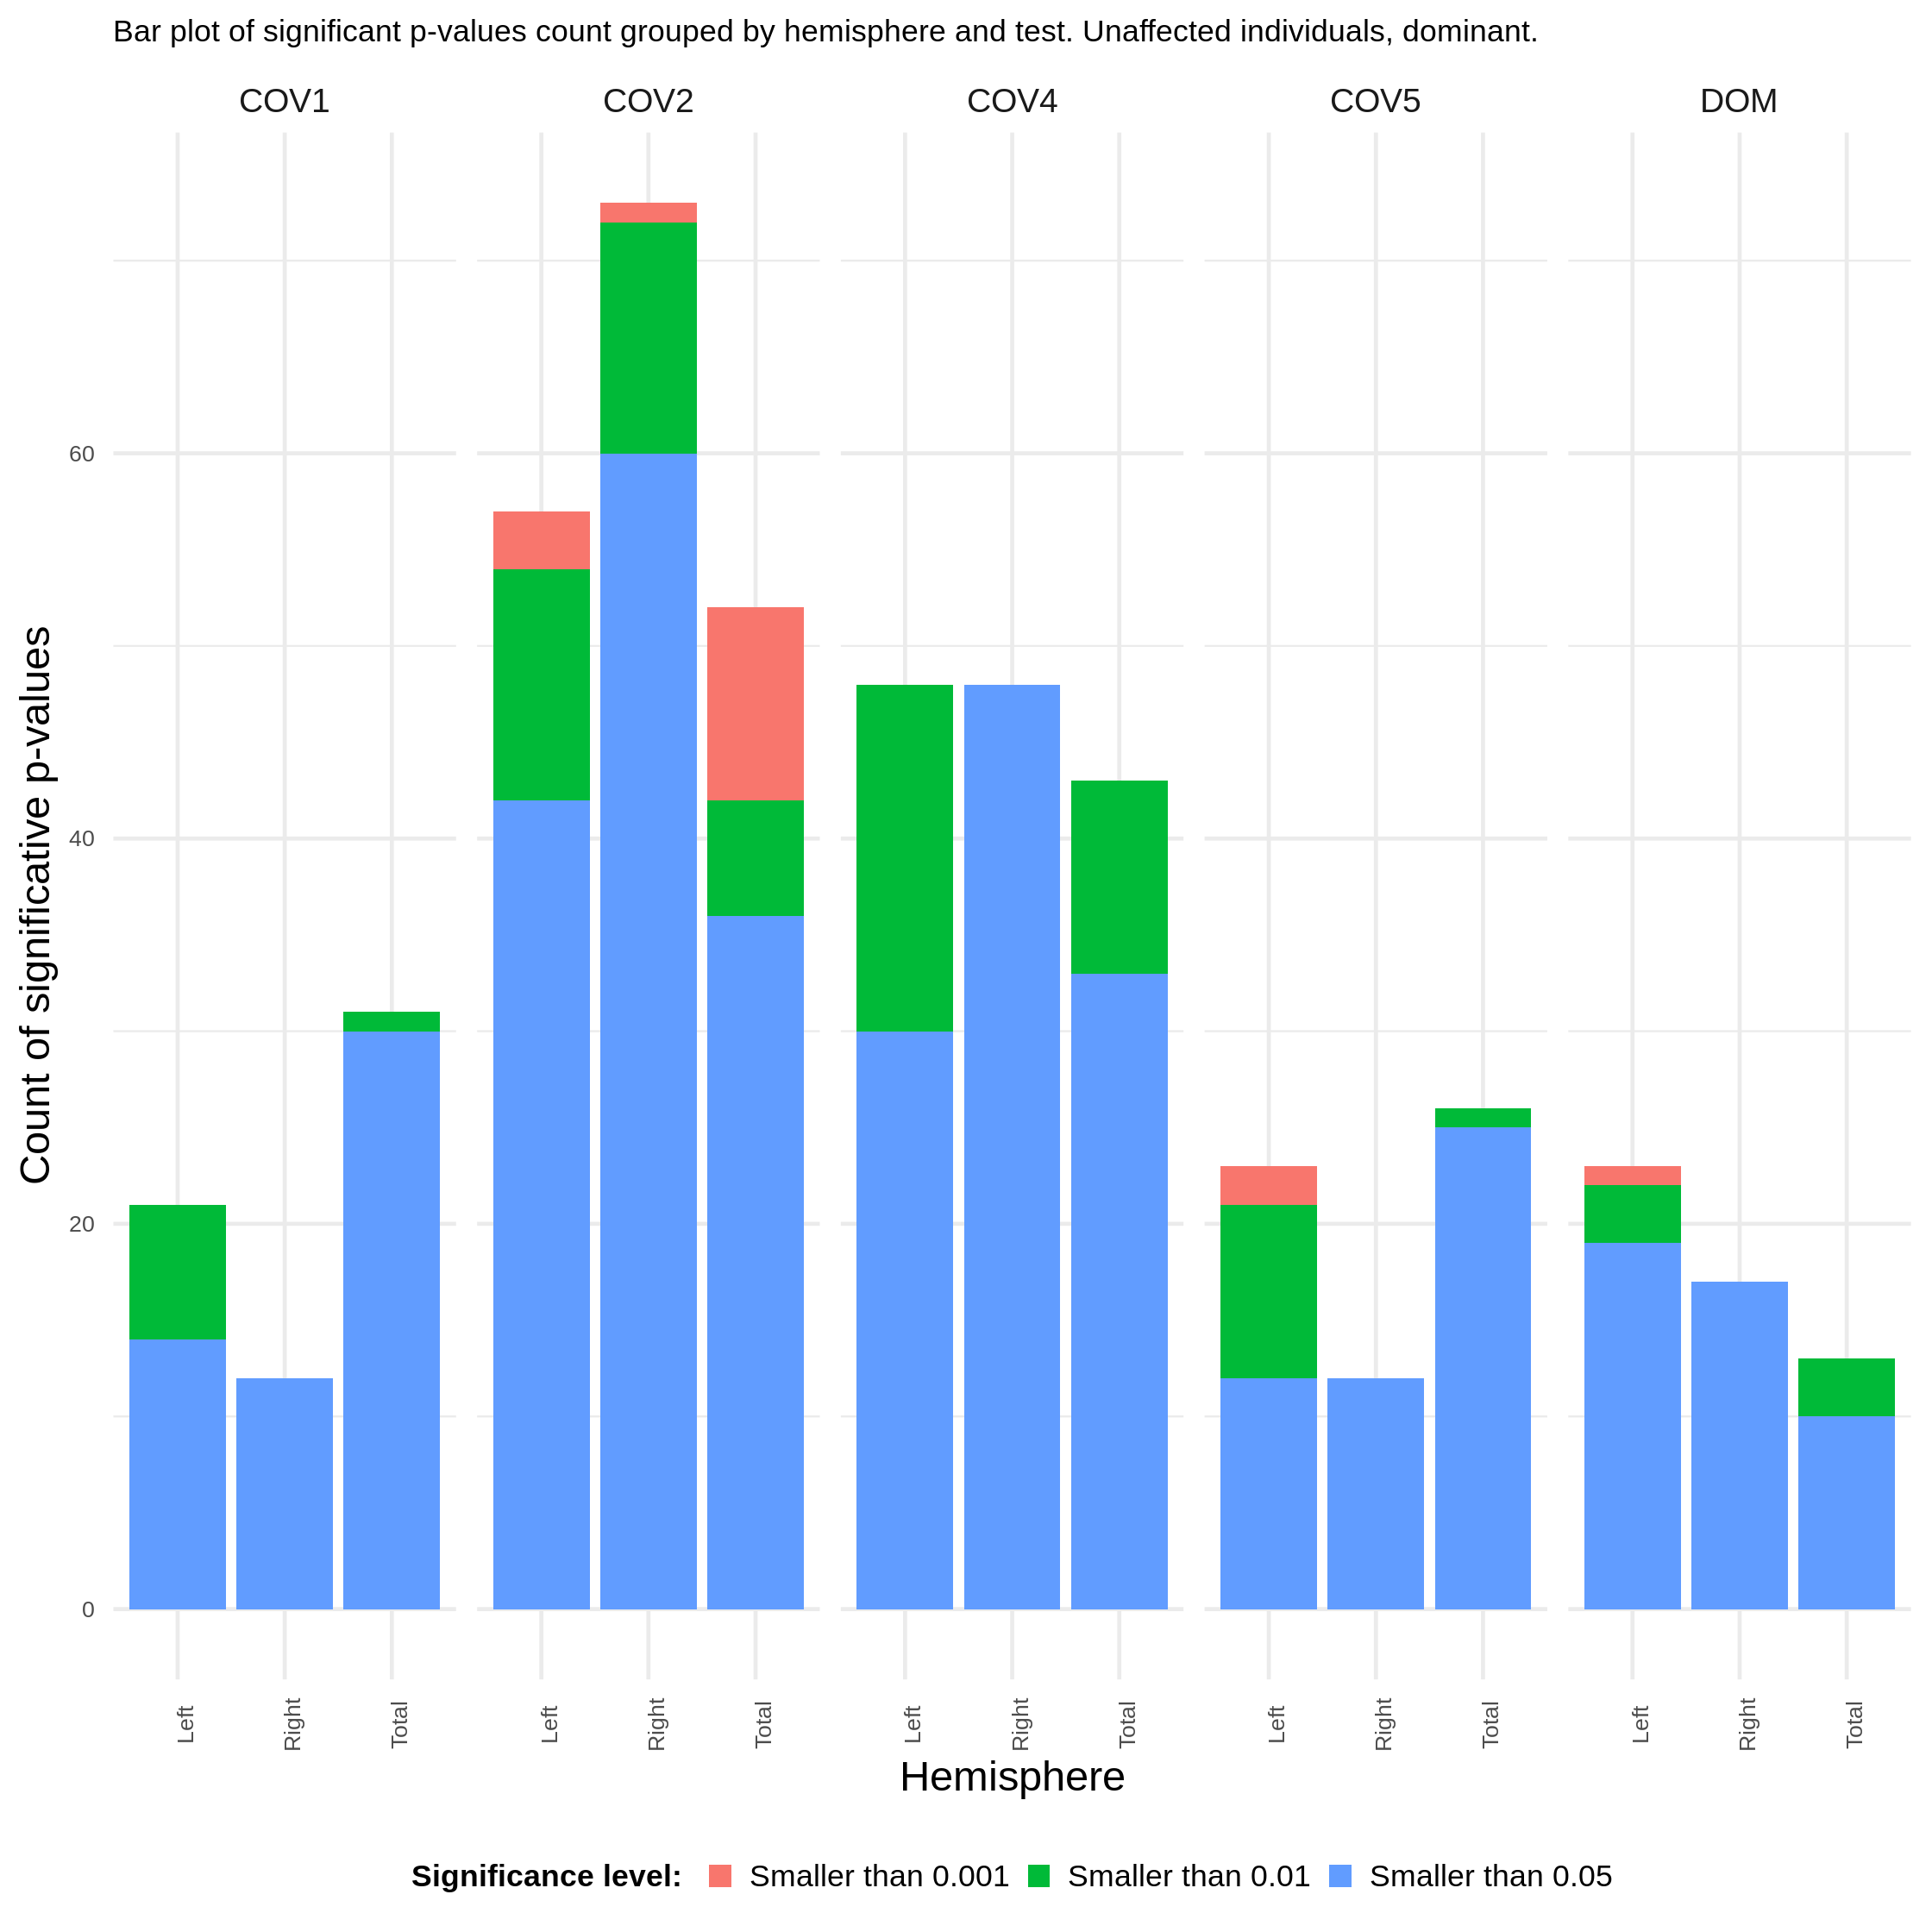 Bar plot of significant p-values count grouped by hemisphere and test. Unaffected individuals, dominant.
COV1 COV2 COV4 COV5 DOM
Count of significative p-values
60
40
20
0
Left Right Total Left Right Total Left Right Total Left Right Total Left Right Total
Hemisphere
Significance level: Smaller than 0.001 Smaller than 0.01 Smaller than 0.05